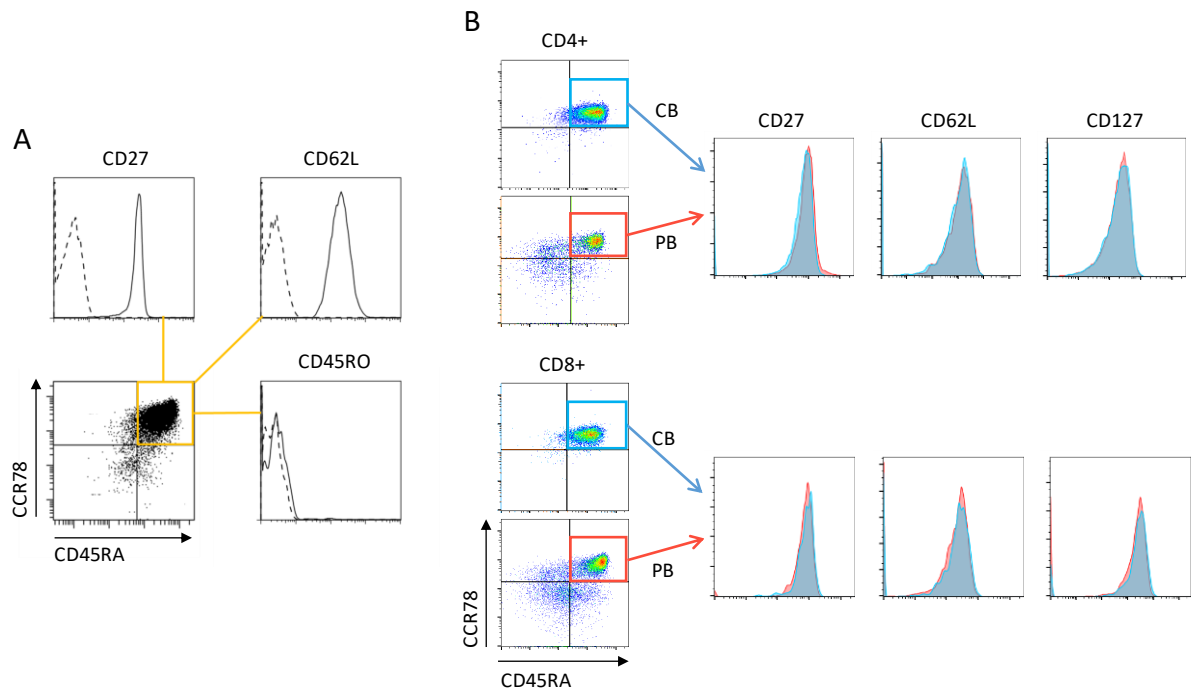 A
CD27
CD62L
CD45RO
CCR78
CD45RA
B
CD4+
CB
PB
CD27
CD62L
CD127
CD8+
CB
PB
CCR78
CD45RA